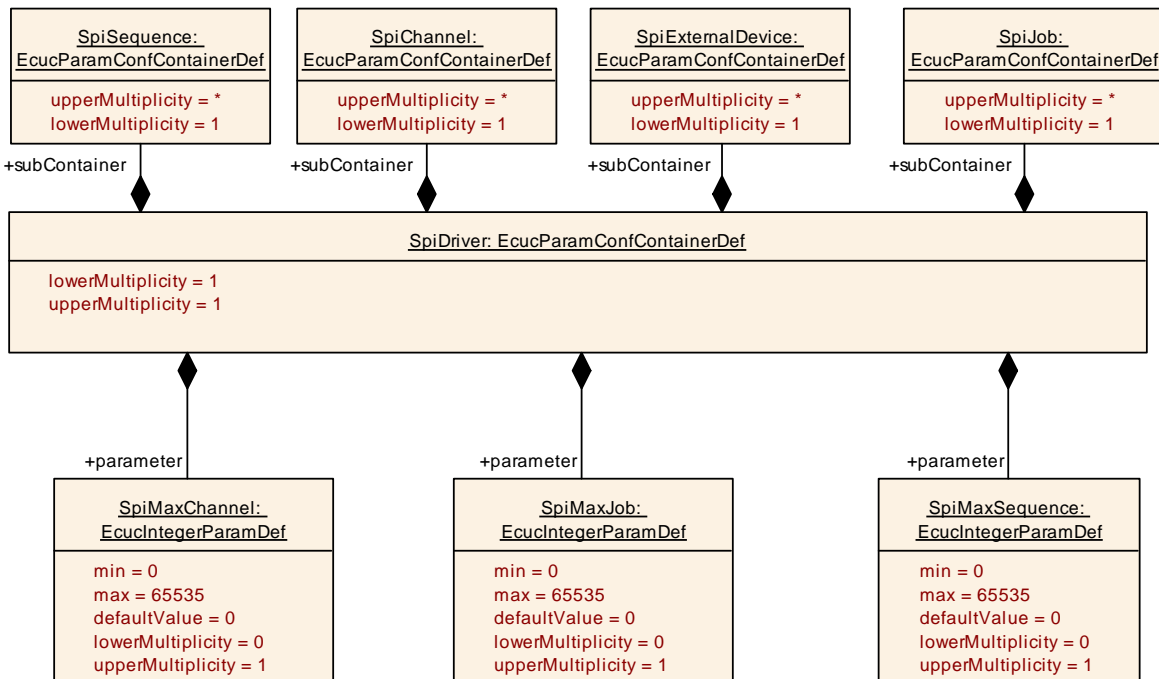 SpiSequence:
EcucParamConfContainerDef
upperMultiplicity = *
lowerMultiplicity = 1
SpiChannel:
EcucParamConfContainerDef
upperMultiplicity = *
lowerMultiplicity = 1
SpiExternalDevice:
EcucParamConfContainerDef
upperMultiplicity = *
lowerMultiplicity = 1
SpiJob:
EcucParamConfContainerDef
upperMultiplicity = *
lowerMultiplicity = 1
+subContainer
+subContainer
+subContainer
+subContainer
SpiDriver: EcucParamConfContainerDef
lowerMultiplicity = 1
upperMultiplicity = 1
+parameter
+parameter
+parameter
SpiMaxChannel:
EcucIntegerParamDef
min = 0
max = 65535
defaultValue = 0
lowerMultiplicity = 0
upperMultiplicity = 1
SpiMaxJob:
EcucIntegerParamDef
min = 0
max = 65535
defaultValue = 0
lowerMultiplicity = 0
upperMultiplicity = 1
SpiMaxSequence:
EcucIntegerParamDef
min = 0
max = 65535
defaultValue = 0
lowerMultiplicity = 0
upperMultiplicity = 1